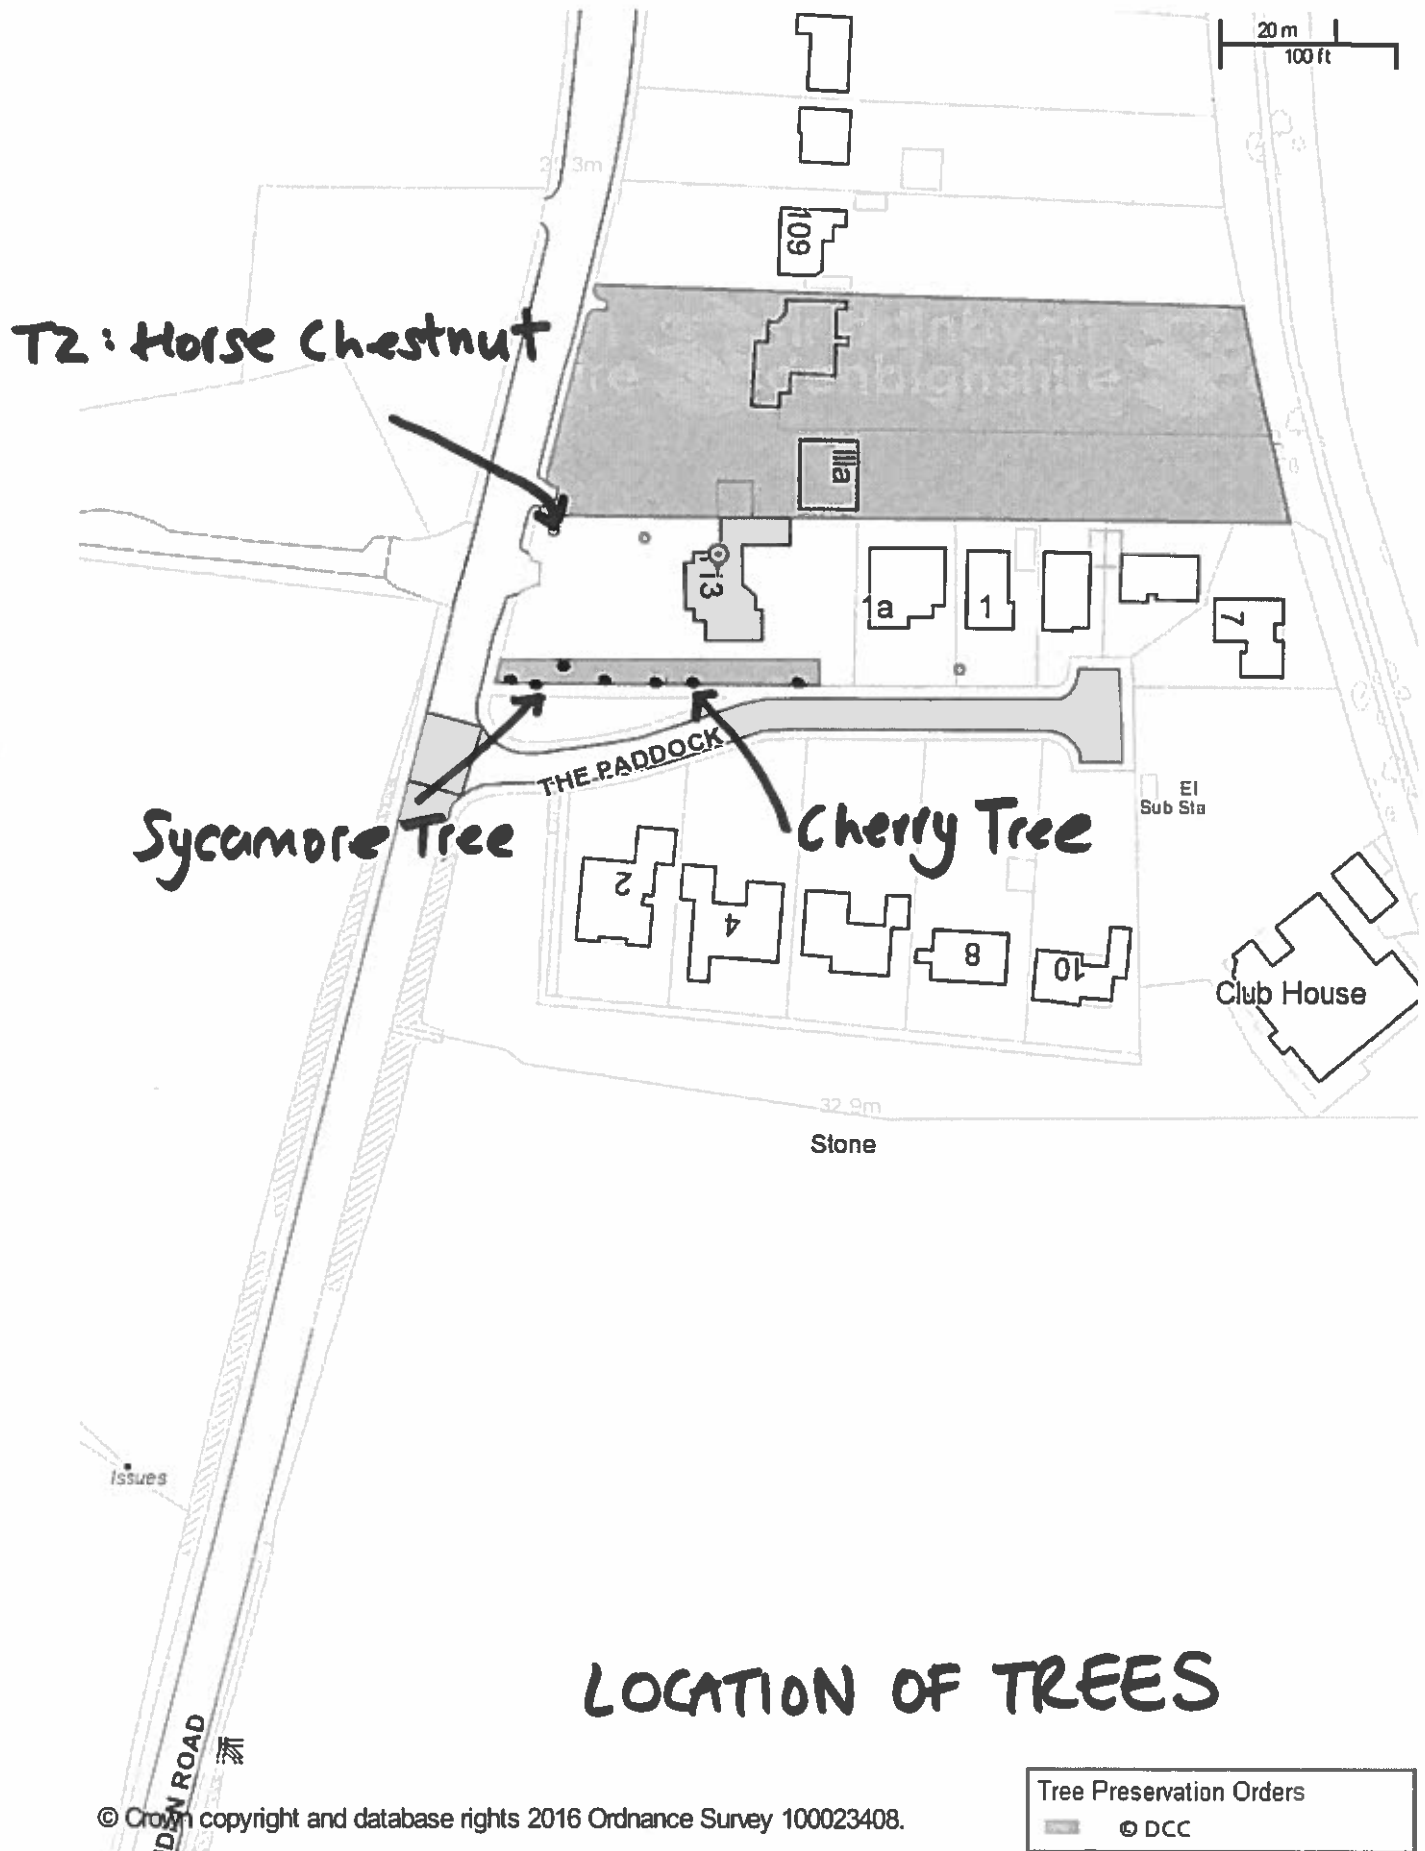 20 m
100 ft
109
T2: Horse Chestnut
111a
13
1a
1
7
THE PADDOCK
El
Sub Sta
Sycamore Tree
Cherry Tree
2
4
8
10
Club House
32.9m
Stone
Issues
LOCATION OF TREES
ROAD
Tree Preservation Orders
© DCC
© Crown copyright and database rights 2016 Ordnance Survey 100023408.